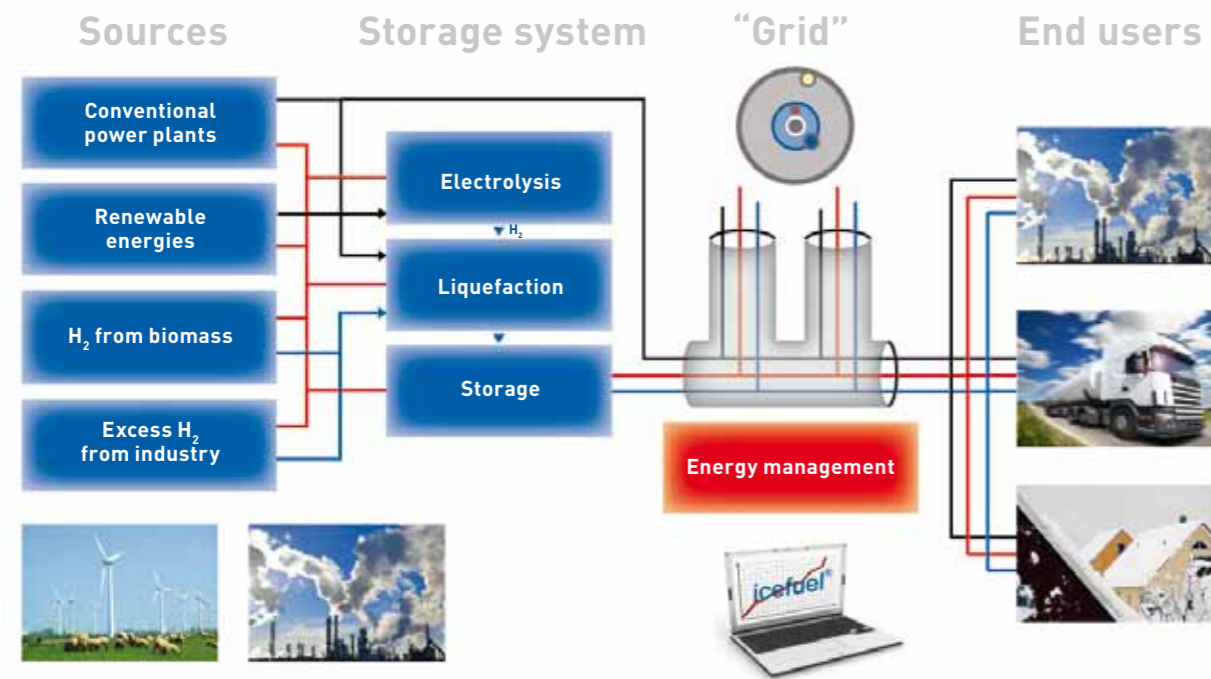 Sources
Storage system
“Grid”
End users
Conventional
power plants
Renewable
energies
H₂ from biomass
Excess H₂
from industry
Electrolysis
H₂
Liquefaction
Storage
Energy management
icefuel®